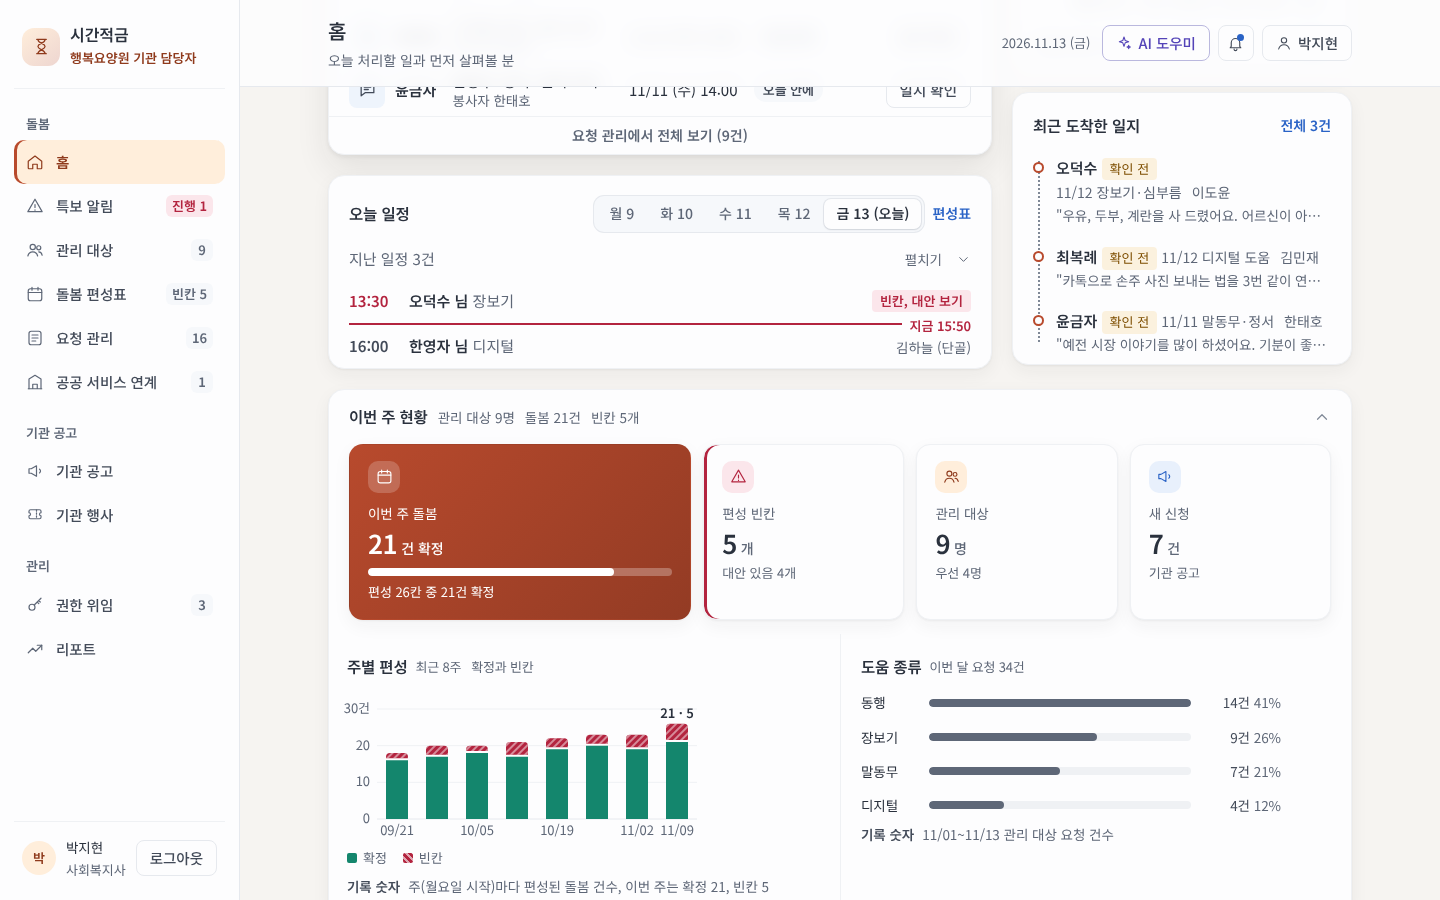 시간적금
행복요양원 기관 담당자
돌봄
홈
특보 알림 진행 1
관리 대상 9
돌봄 편성표 빈칸 5
요청 관리 16
공공 서비스 연계 1
기관 공고
기관 공고
기관 행사
관리
권한 위임 3
리포트
박 박지현
사회복지사
로그아웃
홈
오늘 처리할 일과 먼저 살펴볼 분
2026.11.13 (금) AI 도우미 박지현
윤금자 11/11 (수) 14:00 오늘 안에 일지 확인
봉사자 한태호
요청 관리에서 전체 보기 (9건)
오늘 일정 월 9 화 10 수 11 목 12 금 13 (오늘) 편성표
지난 일정 3건 펼치기
13:30 오덕수 님 장보기 빈칸, 대안 보기
지금 15:50
16:00 한영자 님 디지털 김하늘 (단골)
최근 도착한 일지 전체 3건
오덕수 확인 전
11/12 장보기·심부름 이도윤
"우유, 두부, 계란을 사 드렸어요. 어르신이 아…
최복례 확인 전 11/12 디지털 도움 김민재
"카톡으로 손주 사진 보내는 법을 3번 같이 연…
윤금자 확인 전 11/11 말동무·정서 한태호
"예전 시장 이야기를 많이 하셨어요. 기분이 좋…
이번 주 현황 관리 대상 9명 돌봄 21건 빈칸 5개
이번 주 돌봄
21 건 확정
편성 26칸 중 21건 확정
편성 빈칸
5 개
대안 있음 4개
관리 대상
9 명
우선 4명
새 신청
7 건
기관 공고
주별 편성 최근 8주 확정과 빈칸
30건
20
10
0
21 · 5
09/21 10/05 10/19 11/02 11/09
확정 빈칸
기록 숫자 주(월요일 시작)마다 편성된 돌봄 건수, 이번 주는 확정 21, 빈칸 5
도움 종류 이번 달 요청 34건
동행 14건 41%
장보기 9건 26%
말동무 7건 21%
디지털 4건 12%
기록 숫자 11/01~11/13 관리 대상 요청 건수